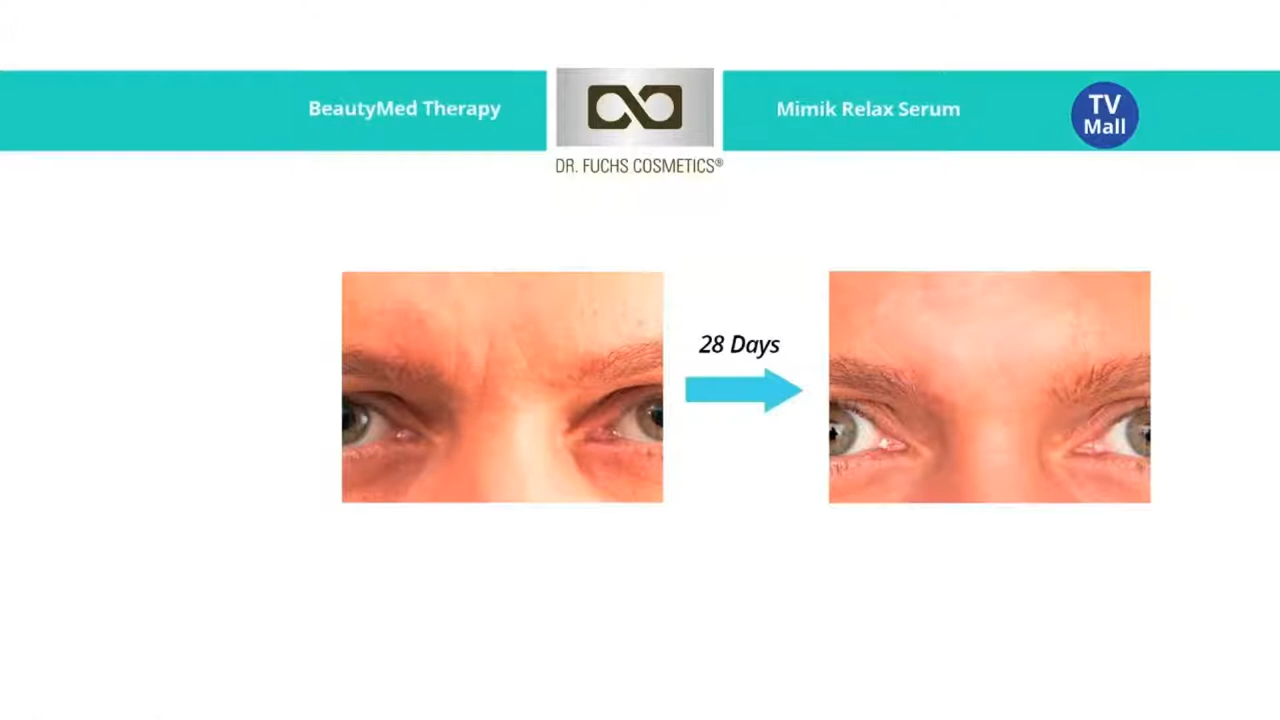 BeautyMed Therapy
Mimik Relax Serum
TV
Mall
DR. FUCHS COSMETICS®
28 Days